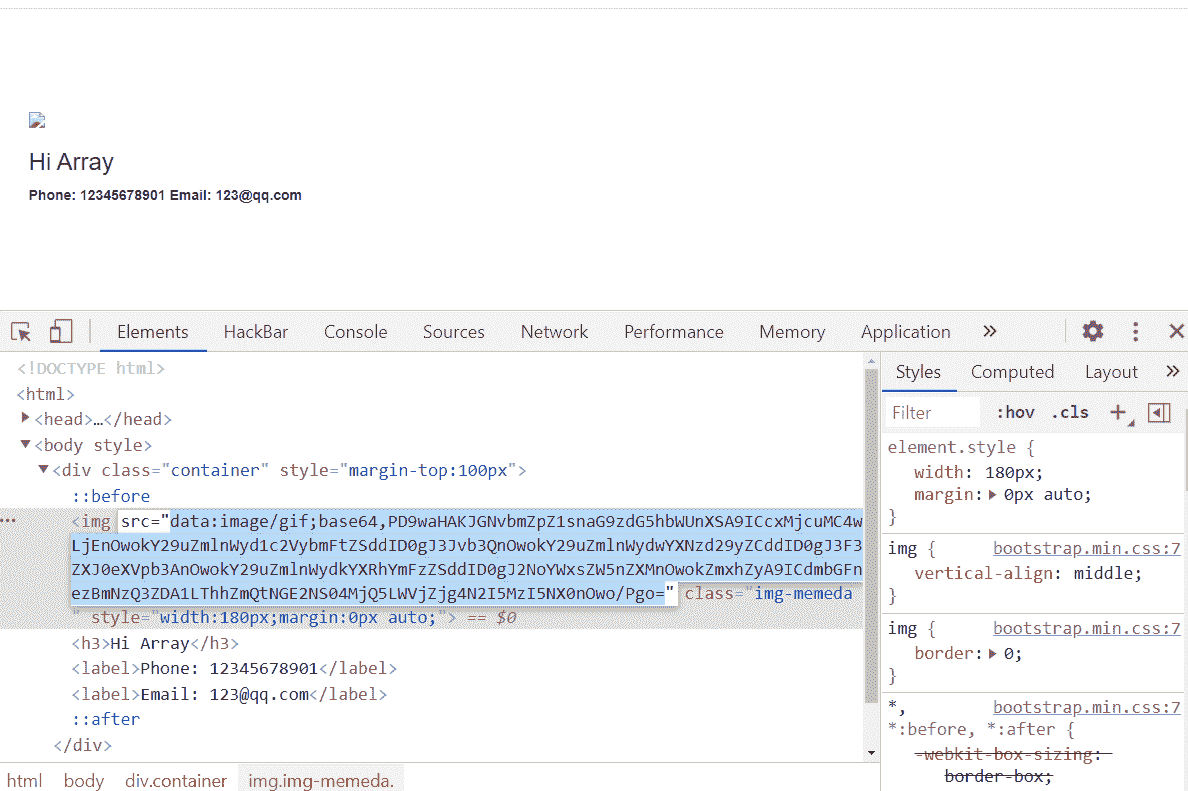 Hi Array
Phone: 12345678901 Email: 123@qq.com
Elements HackBar Console Sources Network Performance Memory Application »
<!DOCTYPE html>
Styles Computed Layout »
<html>
<head>…</head>
Filter :hov .cls +
<body style>
<div class="container" style="margin-top:100px">
::before
<img src="data:image/gif;base64,PD9waHAKJGNvbmZpZ1snaG9zdG5hbWUnXSA9ICcxMjcuMC4w
LjEnOwokY29uZmlnWyd1c2VybmFtZSddID0gJ3Jvb3QnOwokY29uZmlnWydwYXNzd29yZCddID0gJ3F3
ZXJ0eXVpb3AnOwokY29uZmlnWydkYXRhYmFzZSddID0gJ2NoYWxsZW5nZXMnOwokZmxhZyA9ICdmbGFn
ezBmNzQ3ZDA1LThhZmQtNGE2NS04MjQ5LWVjZjg4N2I5MzI5NX0nOwo/Pgo=" class="img-memeda
" style="width:180px;margin:0px auto;"> == $0
<h3>Hi Array</h3>
<label>Phone: 12345678901</label>
<label>Email: 123@qq.com</label>
::after
</div>
element.style {
width: 180px;
margin: 0px auto;
}
img { bootstrap.min.css:7
vertical-align: middle;
}
img { bootstrap.min.css:7
border: 0;
}
*, bootstrap.min.css:7
*:before, *:after {
-webkit-box-sizing:
border-box;
html body div.container img.img-memeda.